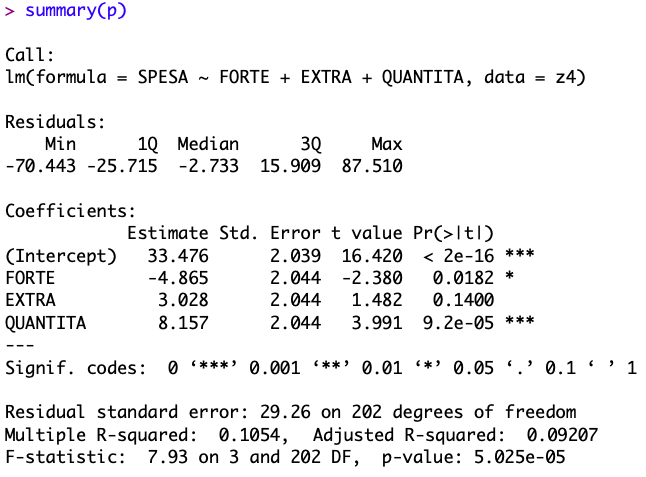 > summary(p)
Call:
lm(formula = SPESA ~ FORTE + EXTRA + QUANTITA, data = z4)
Residuals:
    Min      1Q  Median      3Q     Max
-70.443 -25.715  -2.733  15.909  87.510
Coefficients:
            Estimate Std. Error t value Pr(>|t|)
(Intercept)   33.476      2.039  16.420  < 2e-16 ***
FORTE         -4.865      2.044  -2.380   0.0182 *
EXTRA          3.028      2.044   1.482   0.1400
QUANTITA       8.157      2.044   3.991  9.2e-05 ***
---
Signif. codes:  0 ‘***’ 0.001 ‘**’ 0.01 ‘*’ 0.05 ‘.’ 0.1 ‘ ’ 1
Residual standard error: 29.26 on 202 degrees of freedom
Multiple R-squared:  0.1054,  Adjusted R-squared:  0.09207
F-statistic:  7.93 on 3 and 202 DF,  p-value: 5.025e-05